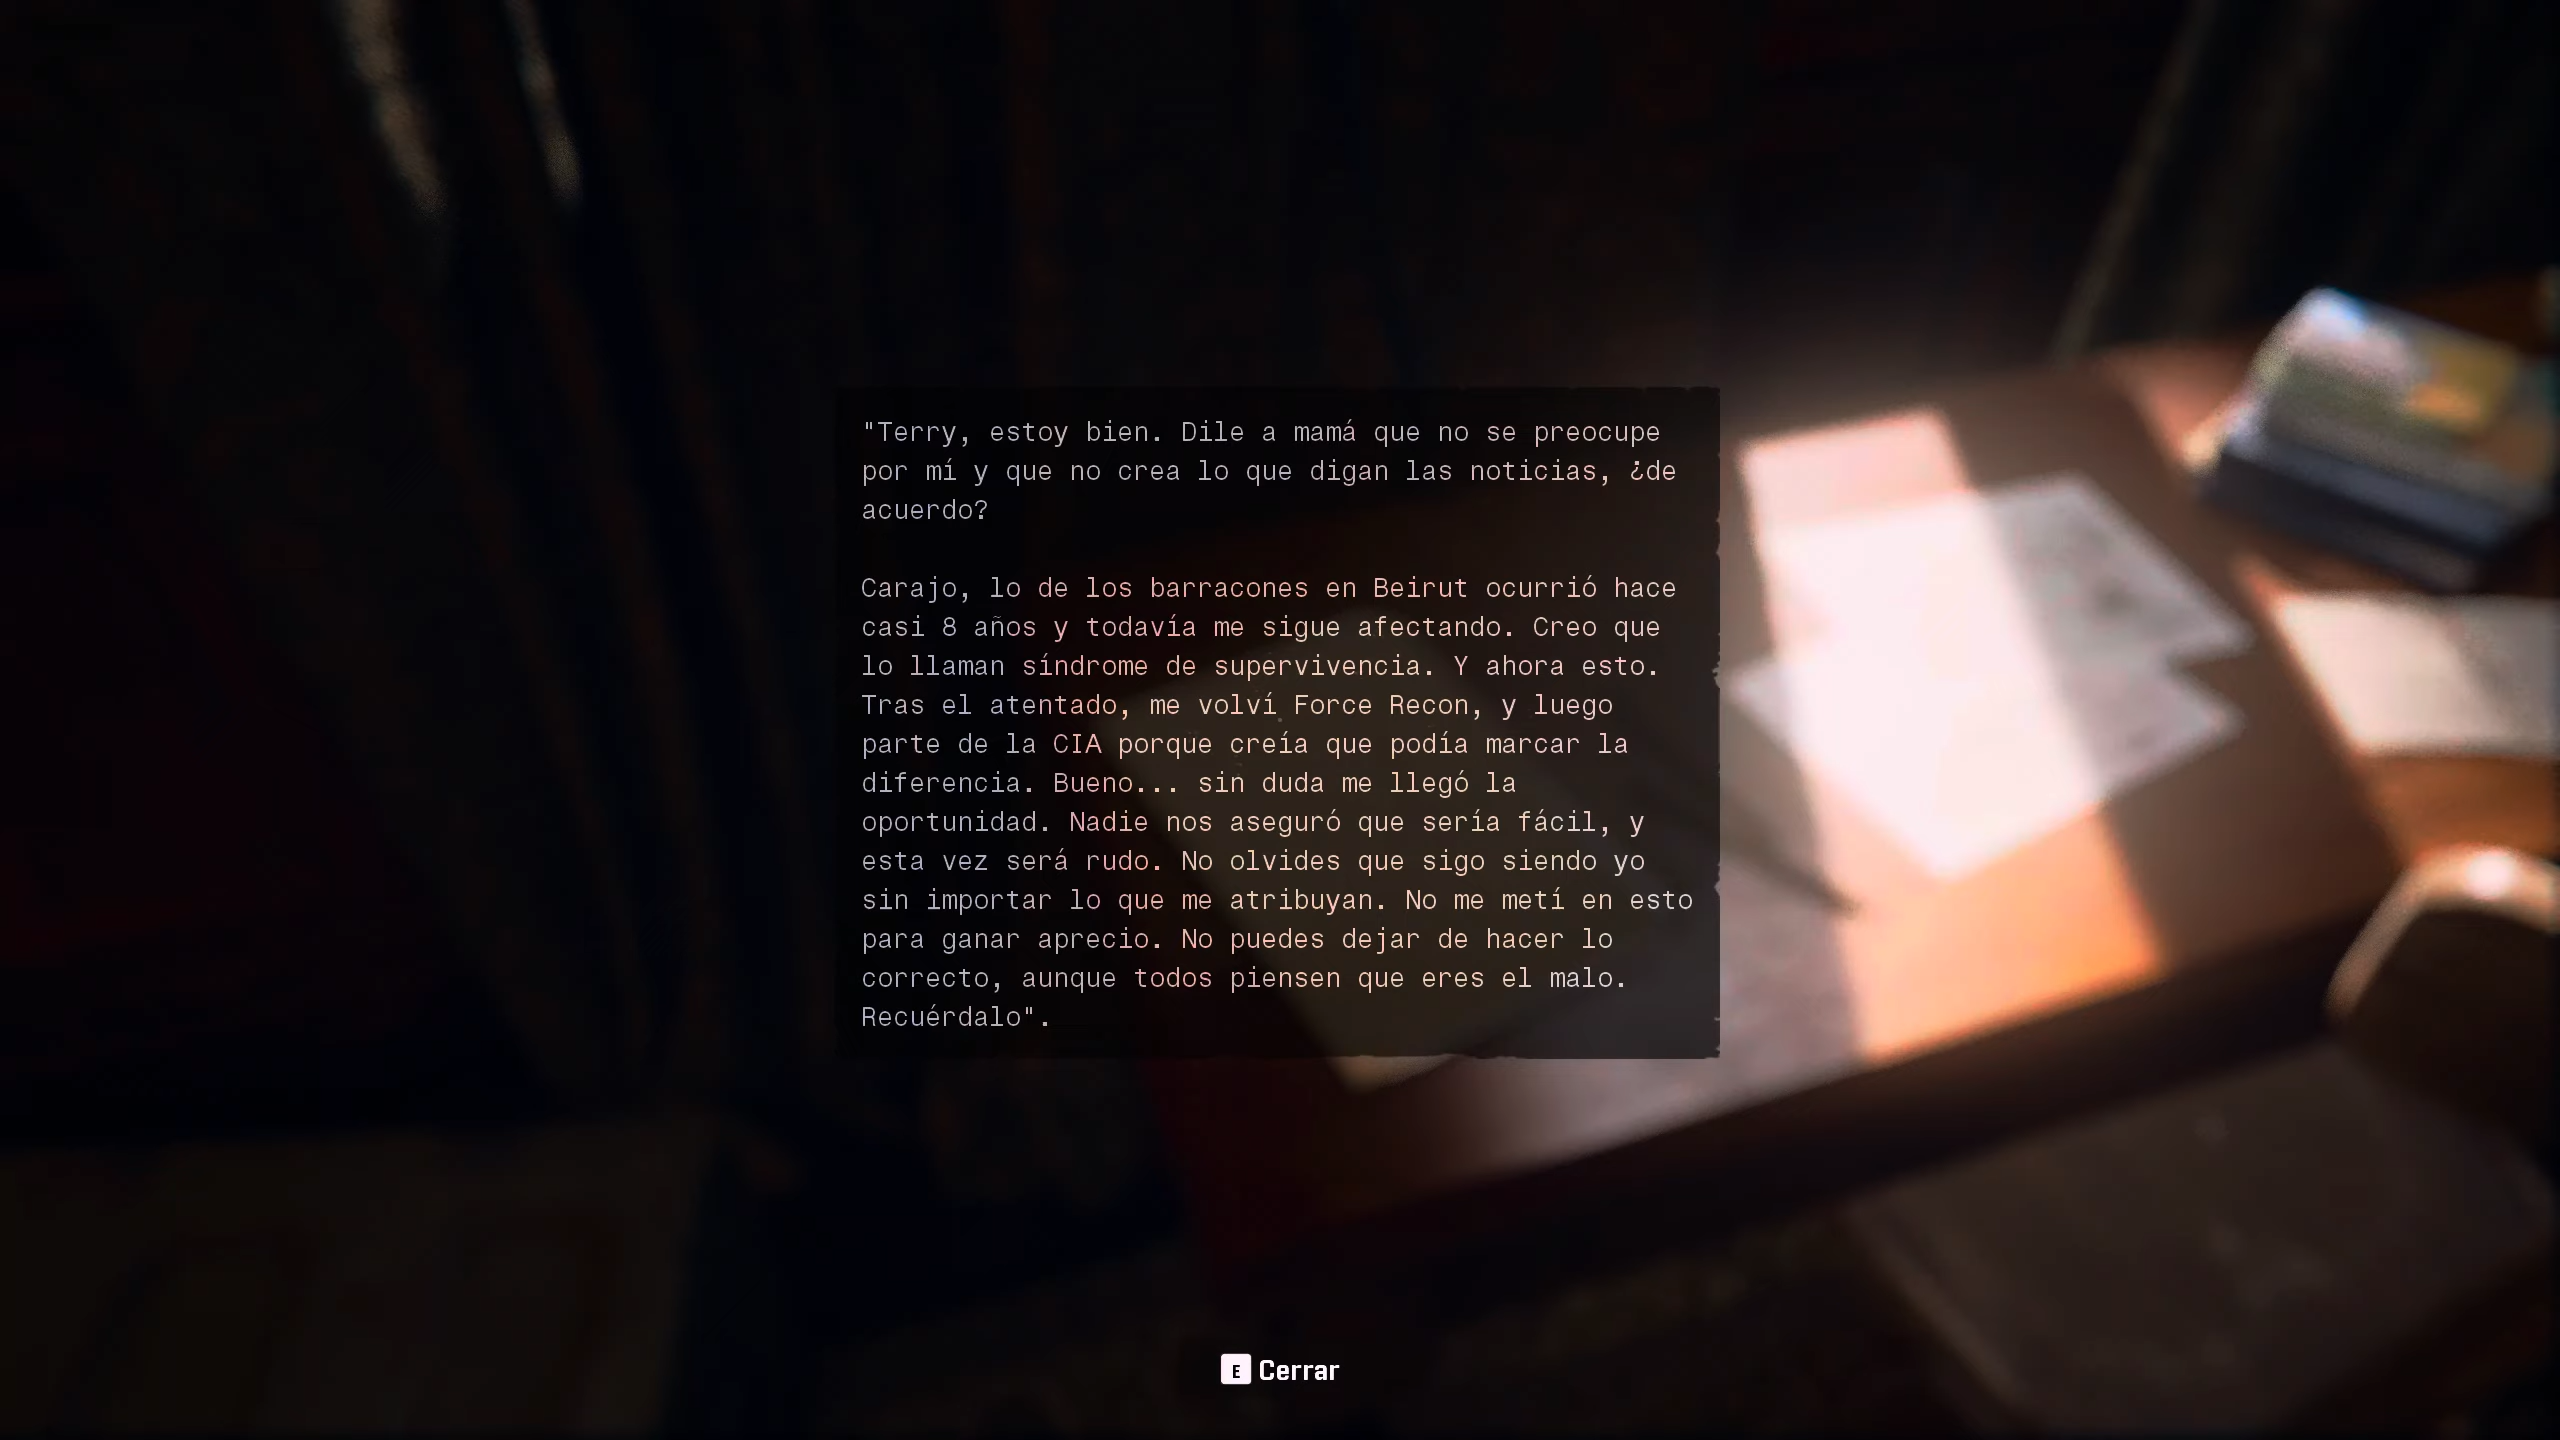 "Terry, estoy bien. Dile a mamá que no se preocupe
por mí y que no crea lo que digan las noticias, ¿de
acuerdo?
Carajo, lo de los barracones en Beirut ocurrió hace
casi 8 años y todavía me sigue afectando. Creo que
lo llaman síndrome de supervivencia. Y ahora esto.
Tras el atentado, me volví Force Recon, y luego
parte de la CIA porque creía que podía marcar la
diferencia. Bueno... sin duda me llegó la
oportunidad. Nadie nos aseguró que sería fácil, y
esta vez será rudo. No olvides que sigo siendo yo
sin importar lo que me atribuyan. No me metí en esto
para ganar aprecio. No puedes dejar de hacer lo
correcto, aunque todos piensen que eres el malo.
Recuérdalo".
E Cerrar